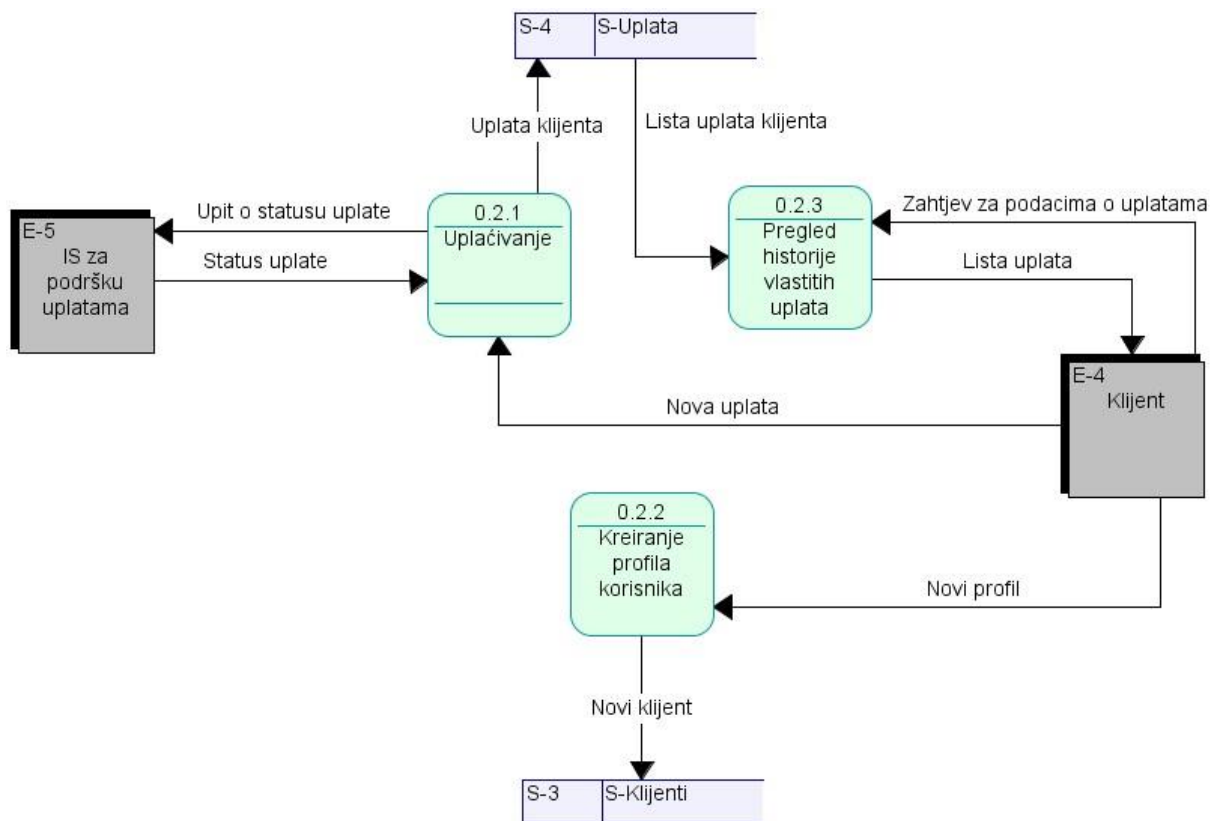 S-4 S-Uplata
Uplata klijenta
Lista uplata klijenta
Upit o statusu uplate
0.2.1
Uplaćivanje
0.2.3
Pregled
historije
vlastitih
uplata
Zahtjev za podacima o uplatama
E-5
IS za
podršku
uplatama
Status uplate
Lista uplata
E-4
Klijent
Nova uplata
0.2.2
Kreiranje
profila
korisnika
Novi profil
Novi klijent
S-3 S-Klijenti